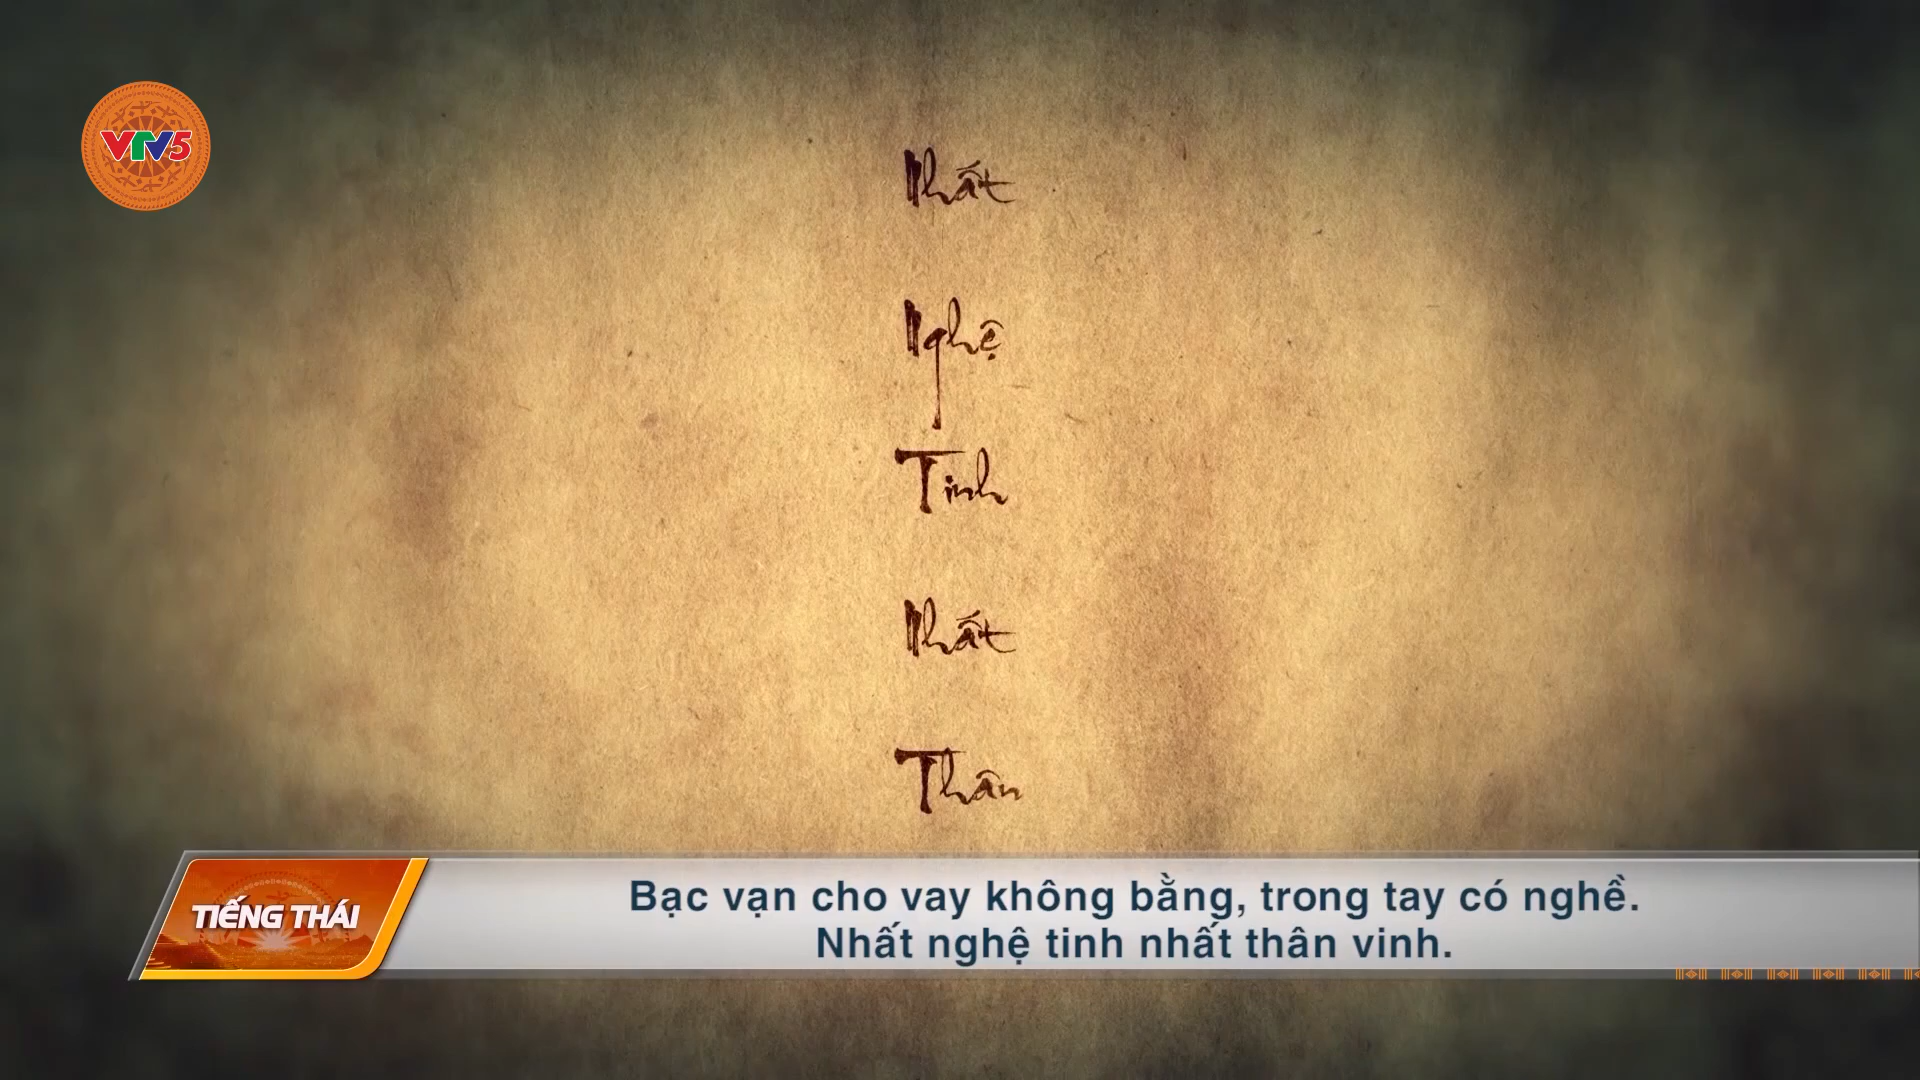 VTV5
Nhất
Nghệ
Tinh
Nhất
Thân
TIẾNG THÁI
Bạc vạn cho vay không bằng, trong tay có nghề.
Nhất nghệ tinh nhất thân vinh.